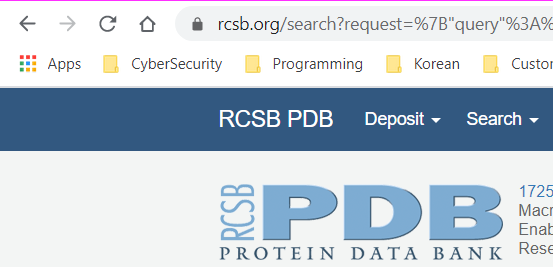 rcsb.org/search?request=%7B"query"%3A%
Apps CyberSecurity Programming Korean Custo
RCSB PDB Deposit Search
RCSB PDB
PROTEIN DATA BANK
1725
Macr
Enab
Rese